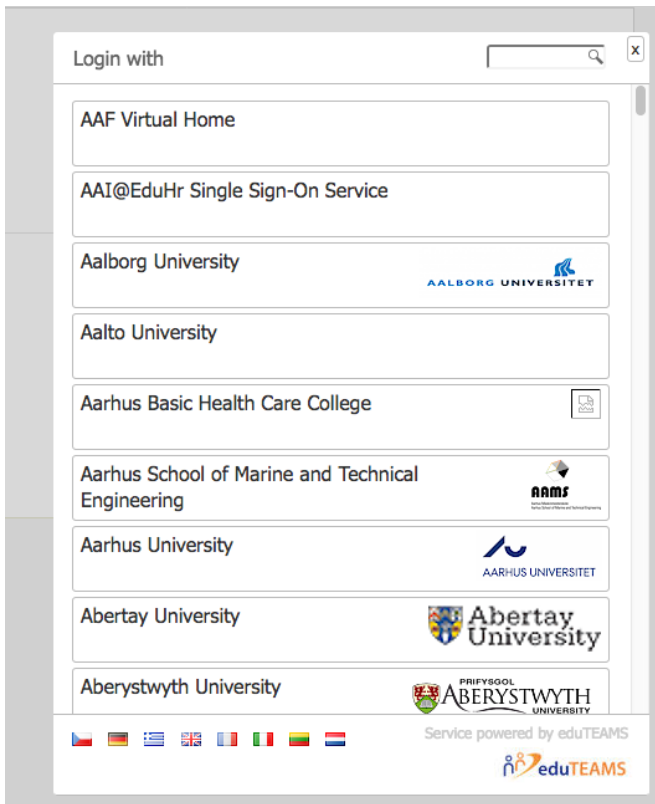 Login with
x
AAF Virtual Home
AAI@EduHr Single Sign-On Service
Aalborg University
AALBORG UNIVERSITET
Aalto University
Aarhus Basic Health Care College
Aarhus School of Marine and Technical
Engineering
AAMS
Aarhus University
AARHUS UNIVERSITET
Abertay University
Abertay
University
Aberystwyth University
PRIFYSGOL
ABERYSTWYTH
UNIVERSITY
Service powered by eduTEAMS
eduTEAMS